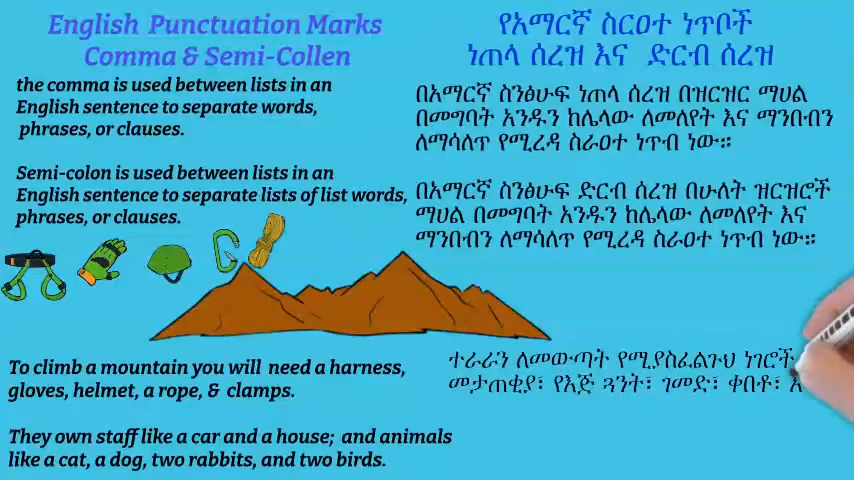 English Punctuation Marks
Comma & Semi-Collen
the comma is used between lists in an
English sentence to separate words,
phrases, or clauses.
Semi-colon is used between lists in an
English sentence to separate lists of list words,
phrases, or clauses.
To climb a mountain you will need a harness,
gloves, helmet, a rope, & clamps.
They own staff like a car and a house; and animals
like a cat, a dog, two rabbits, and two birds.
የአማርኛ ስርዐተ ነጥቦች
ነጠላ ሰረዝ እና ድርብ ሰረዝ
በአማርኛ ስንፅሁፍ ነጠላ ሰረዝ በዝርዝር ማሀል
በመግባት አንዱን ከሌላው ለመለየት እና ማንበብን
ለማሳለጥ የሚረዳ ስራዐተ ነጥብ ነው።
በአማርኛ ስንፅሁፍ ድርብ ሰረዝ በሁለት ዝርዝሮች
ማሀል በመግባት አንዱን ከሌላው ለመለየት እና
ማንበብን ለማሳለጥ የሚረዳ ስራዐተ ነጥብ ነው።
ተራራን ለመውጣት የሚያስፈልጉህ ነገሮች
መታጠቂያ፣ የእጅ ጓንት፣ ገመድ፣ ቀበቶ፣